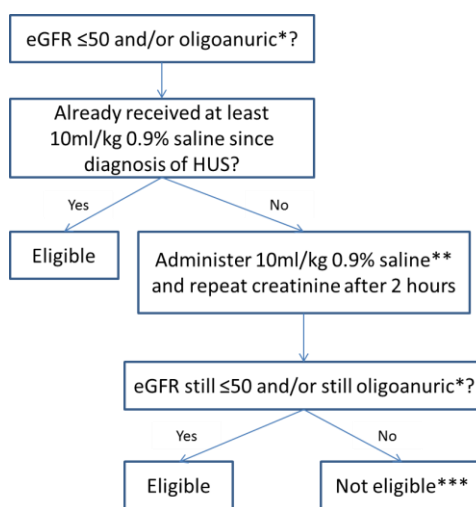 eGFR ≤50 and/or oligoanuric*?
Already received at least
10ml/kg 0.9% saline since
diagnosis of HUS?
Yes
No
Eligible
Administer 10ml/kg 0.9% saline**
and repeat creatinine after 2 hours
eGFR still ≤50 and/or still oligoanuric*?
Yes
No
Eligible
Not eligible***